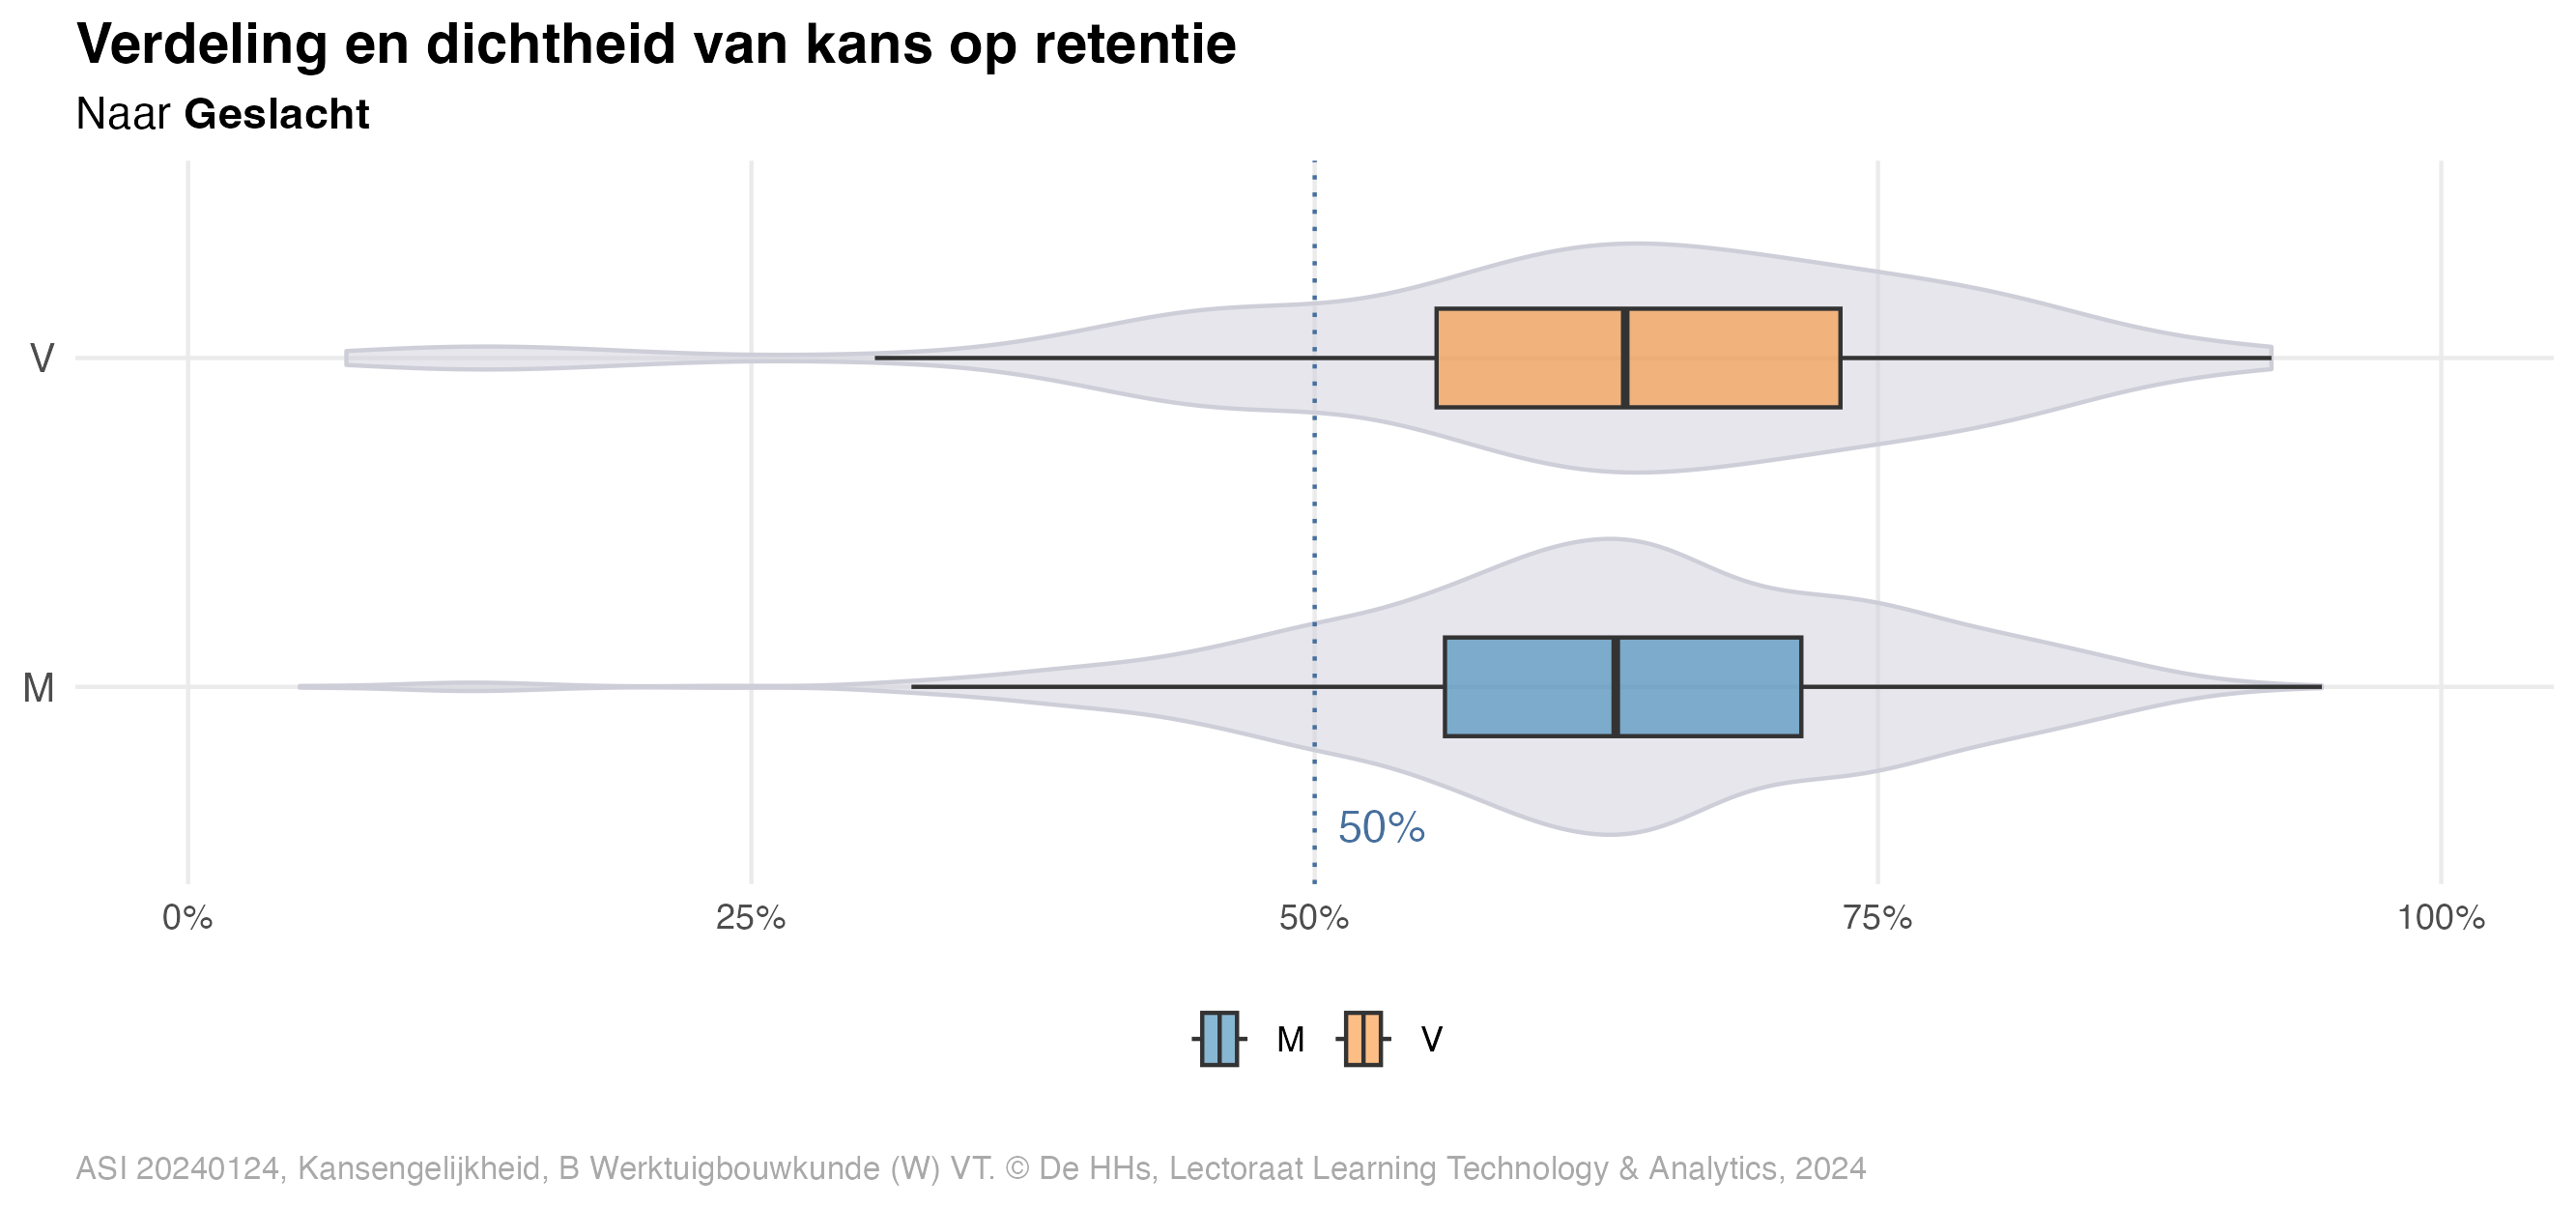 Verdeling en dichtheid van kans op retentie
Naar Geslacht
V
M
50%
0% 25% 50% 75% 100%
M V
ASI 20240124, Kansengelijkheid, B Werktuigbouwkunde (W) VT. © De HHs, Lectoraat Learning Technology & Analytics, 2024